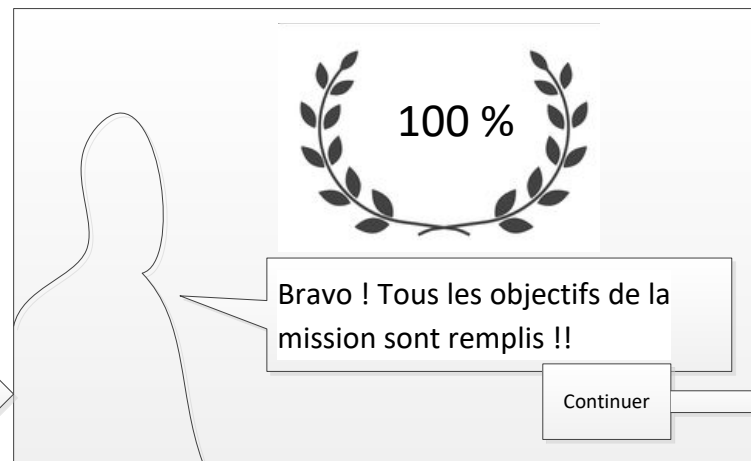 100 %
Bravo ! Tous les objectifs de la
mission sont remplis !!
Continuer